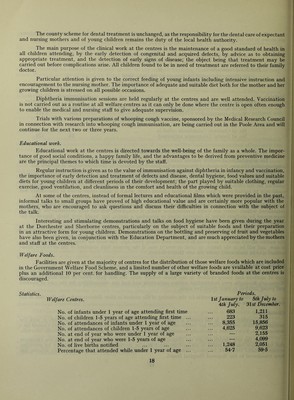 The county scheme for dental treatment is unchanged, as the responsibility for the dental care of expectant
and nursing mothers and of young children remains the duty of the local health authority.
The main purpose of the clinical work at the centres is the maintenance of a good standard of health in
all children attending, by the early detection of congenital and acquired defects, by advice as to obtaining
appropriate treatment, and the detection of early signs of disease; the object being that treatment may be
carried out before complications arise. All children found to be in need of treatment are referred to their family
doctor.
Particular attention is given to the correct feeding of young infants including intensive instruction and
encouragement to the nursing mother. The importance of adequate and suitable diet both for the mother and her
growing children is stressed on all possible occasions.
Diphtheria immunisation sessions are held regularly at the centres and are well attended. Vaccination
is not carried out as a routine at all welfare centres as it can only be done where the centre is open often enough
to enable the medical and nursing staff to give adequate supervision.
Trials with various preparations of whooping cough vaccine, sponsored by the Medical Research Council
in connection with research into whooping cough immunisation, are being carried out in the Poole Area and will
continue for the next two or three years.
Educational work.
Educational work at the centres is directed towards the well-being of the family as a whole. The impor-
tance of good social conditions, a happy family life, and the advantages to be derived from preventive medicine
are the principal themes to which time is devoted by the staff.
Regular instruction is given as to the value of immunisation against diphtheria in infancy and vaccination,
the importance of early detection and treatment of defects and disease, dental hygiene, food values and suitable
diets for young children at various periods of their development, the importance of suitable clothing, regular
exercise, good ventilation, and cleanliness in the comfort and health of the growing child.
At some of the centres, instead of formal lectures and educational films which were provided in the past,
informal talks to small groups have proved of high educational value and are certainly more popular with the
mothers, who are encouraged to ask questions and discuss their difficulties in connection with the subject of
the talk.
Interesting and stimulating demonstrations and talks on food hygiene have been given during the year
at the Dorchester and Sherborne centres, particularly on the subject of suitable foods and their preparation
in an attractive form for young children. Demonstrations on the bottling and preserving of fruit and vegetables
have also been given, in conjunction with the Education Department, and are much appreciated by the mothers
and staff at the centres.
Welfare Foods.
Facilities are given at the majority of centres for the distribution of those welfare foods which are included
in the Government Welfare Food Scheme, and a limited number of other welfare foods are available at cost price
plus an additional 10 per cent: for handling. The supply of a large variety of branded foods at the centres is
discouraged.
Statistics. Periods.
Welfare Centres. 1st January to 5th July to
4th July. 31st December.
No. of infants under 1 year of age attending first time ... 683 1,211
No. of children 1-5 years of age attending first time ... 223 315
No. of attendances of infants under 1 year of age ... 8,355 15,856
No. of attendances of children 1-5 years of age ... 4,625 9,623
No. at end of year who were under 1 year of age ... — 2,153
No. at end of year who were 1-5 years of age ... — 4,060
No. of live births notified ... 1,248 2,051
Percentage that attended while under 1 year of age ... 54·7 59·5
18